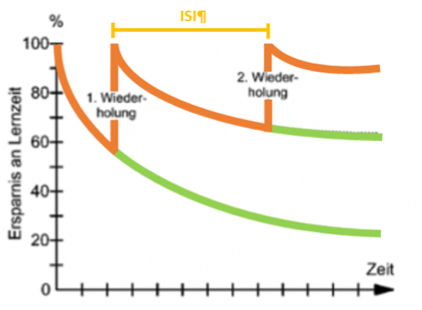 ISI¶
%
100
80
60
40
20
0
1. Wieder-
holung
2. Wieder-
holung
Ersparnis an Lernzeit
Zeit